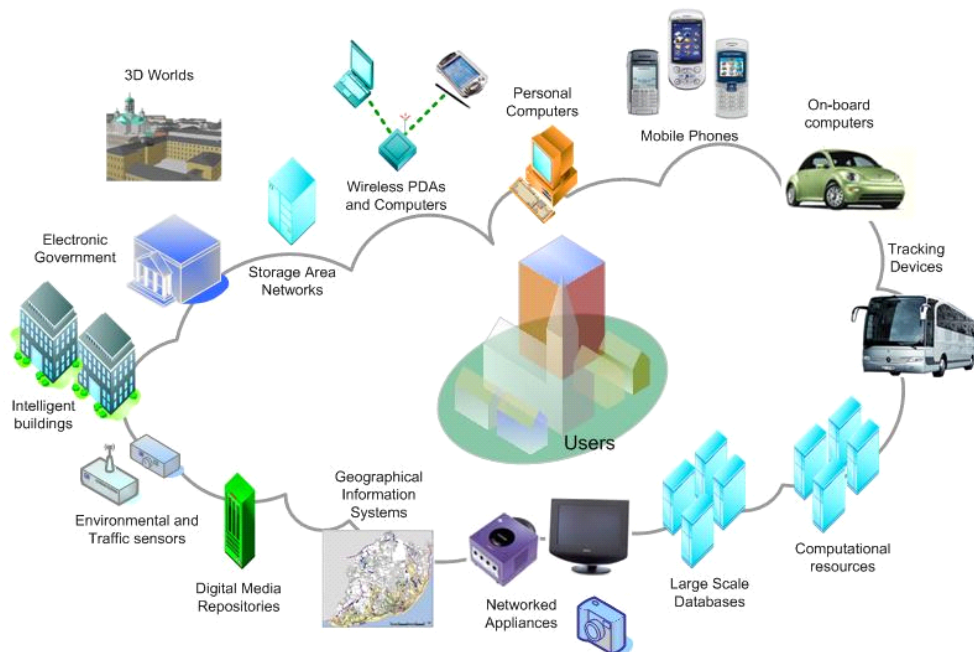 3D Worlds
Personal
Computers
Mobile Phones
On-board
computers
Wireless PDAs
and Computers
Electronic
Government
Storage Area
Networks
Tracking
Devices
Intelligent
buildings
Users
Geographical
Information
Systems
Environmental and
Traffic sensors
Digital Media
Repositories
Networked
Appliances
Large Scale
Databases
Computational
resources